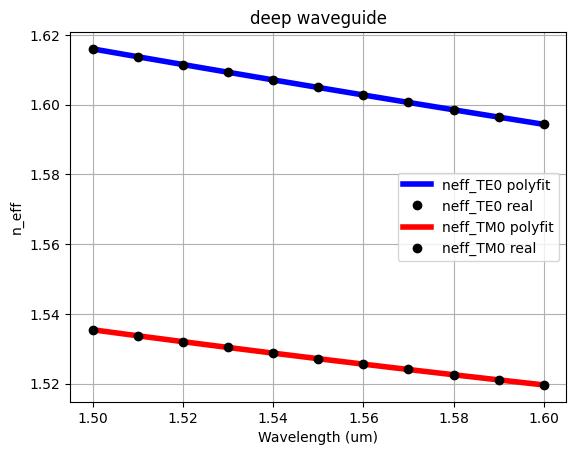 deep waveguide
1.62
1.60
1.58
1.56
1.54
1.52
n_eff
neff_TE0 polyfit
neff_TE0 real
neff_TM0 polyfit
neff_TM0 real
1.50 1.52 1.54 1.56 1.58 1.60
Wavelength (um)